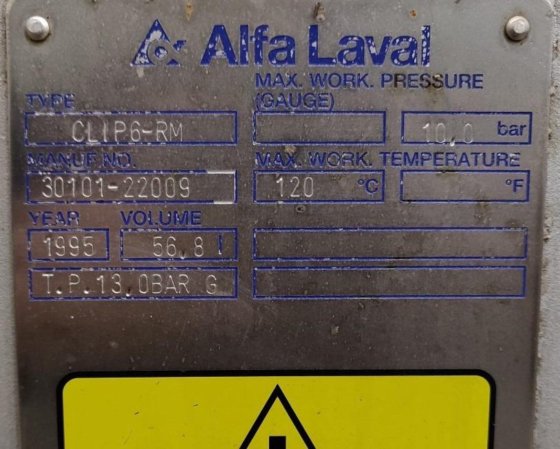 Alfa Laval
MAX. WORK. PRESSURE
TYPE (GAUGE)
CLIP6-RM 10,0 bar
MANUF.NO. MAX. WORK. TEMPERATURE
30101-22009 120 °C °F
YEAR VOLUME
1995 56,8 l
T.P.13,0BAR G